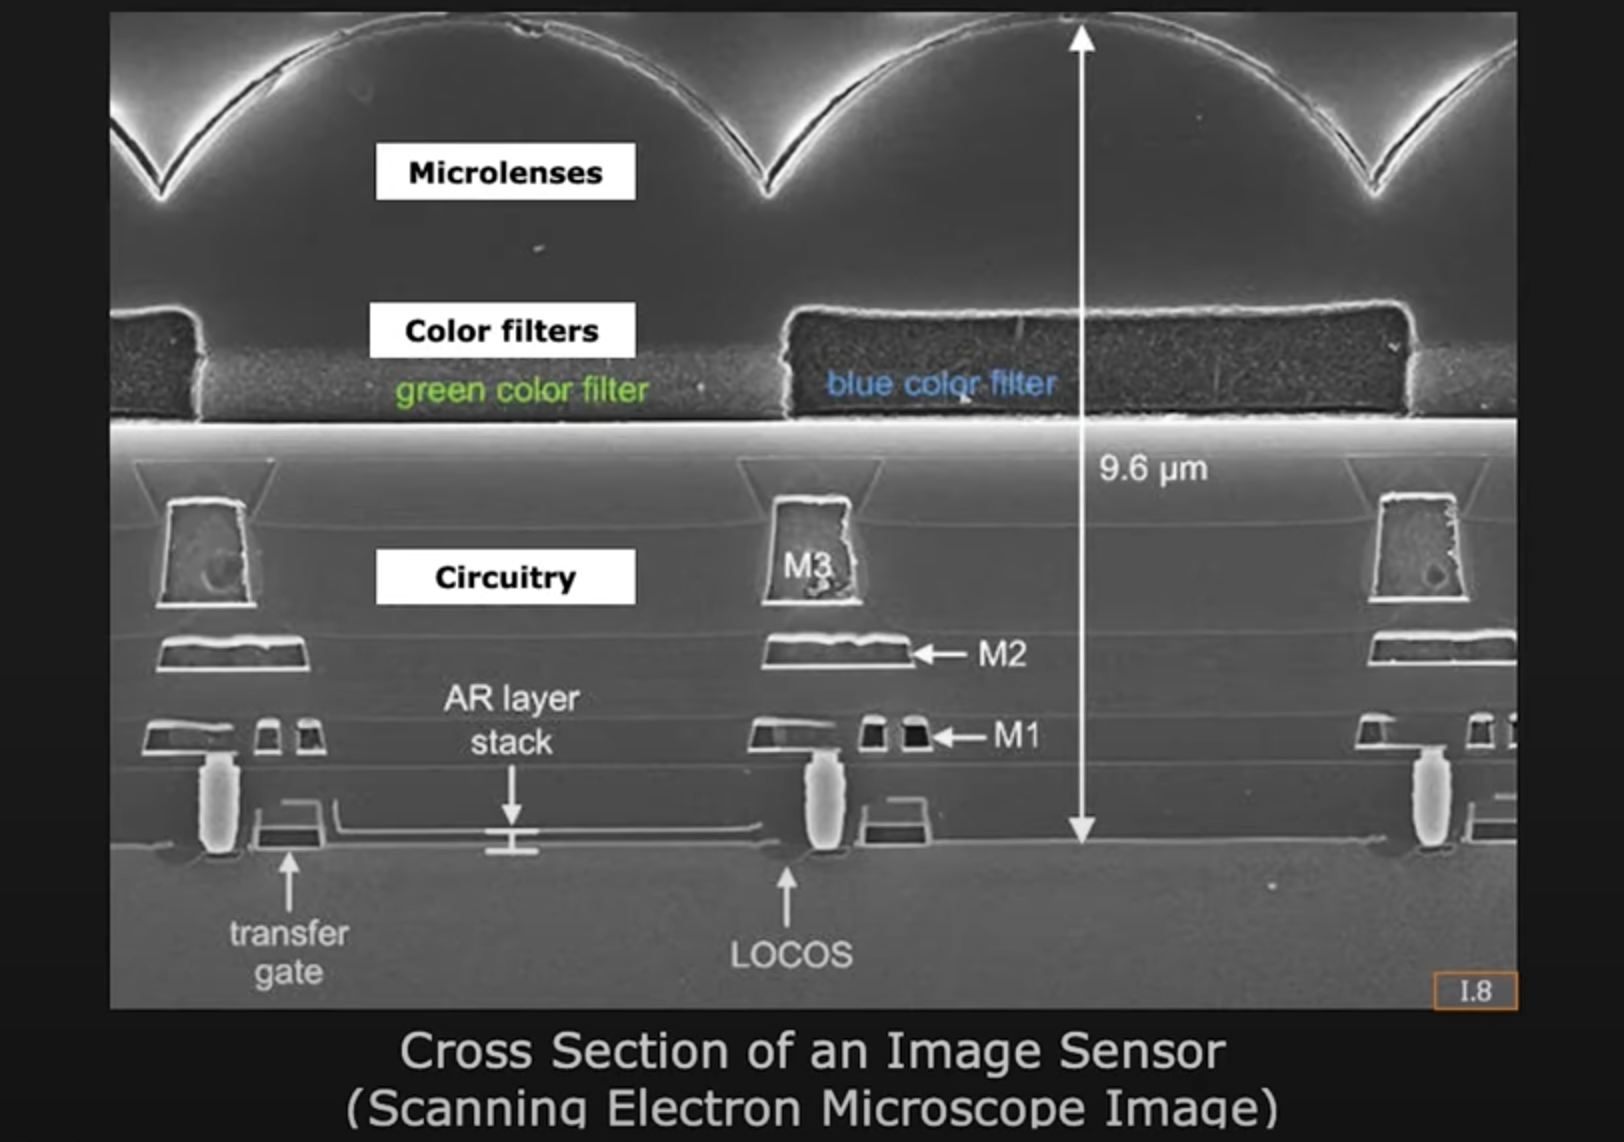 Microlenses
Color filters
green color filter
blue color filter
9.6 μm
M3
Circuitry
M2
AR layer
stack
M1
transfer
gate
LOCOS
I.8
Cross Section of an Image Sensor
(Scanning Electron Microscope Image)